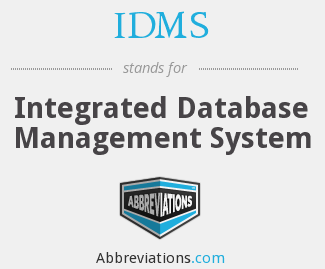 IDMS
stands for
Integrated Database
Management System
ABBREVIATIONS
Abbreviations.com